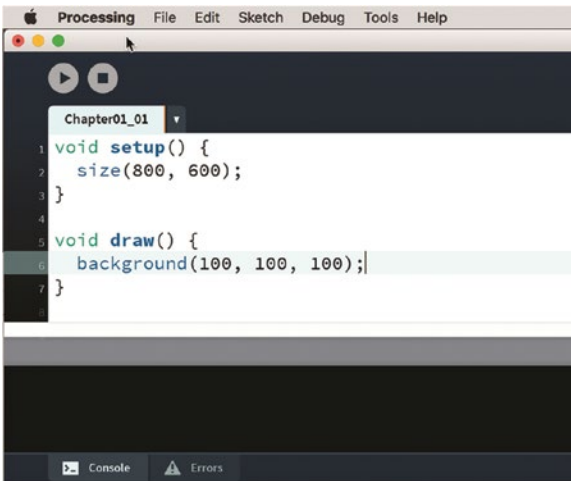 Processing File Edit Sketch Debug Tools Help
Chapter01_01
1 void setup() {
2 size(800, 600);
3 }
4
5 void draw() {
6 background(100, 100, 100);
7 }
8
Console Errors